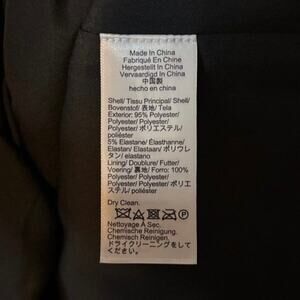 Made In China
Fabriqué En Chine
Hergestellt In China
Vervaardigd In China
中国製
hecho en china
Shell/ Tissu Principal/ Shell/
Bovenstof/ 表地/ Tela
Exterior: 95% Polyester/
Polyester/ Polyester/
Polyester/ ポリエステル/
poliéster
5% Elastane/ Élasthanne/
Elastan/ Elastaan/ ポリウレ
タン/ elastano
Lining/ Doublure/ Futter/
Voering/ 裏地/ Forro: 100%
Polyester/ Polyester/
Polyester/ Polyester/ ポリエ
ステル/ poliéster
Dry Clean.
P
Nettoyage À Sec.
Chemische Reinigung.
Chemisch Reinigen.
ドライクリーニングをして
ください。